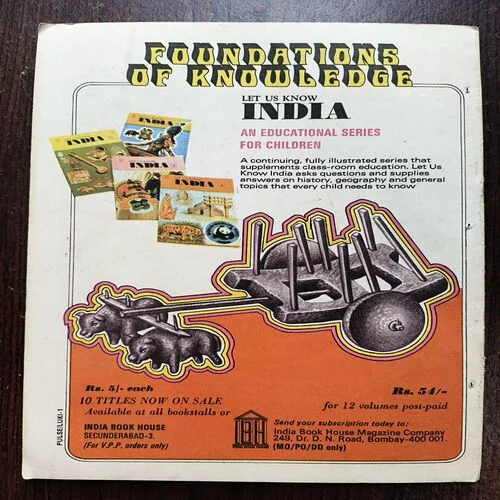 FOUNDATIONS
OF KNOWLEDGE
LET US KNOW
INDIA
AN EDUCATIONAL SERIES
FOR CHILDREN
A continuing, fully illustrated series that
supplements class-room education. Let Us
Know India asks questions and supplies
answers on history, geography and general
topics that every child needs to know
INDIA
INDIA
INDIA
INDIA
Rs. 5/- each
10 TITLES NOW ON SALE
Available at all bookstalls or
INDIA BOOK HOUSE
SECUNDERABAD-3.
(For V.P.P. orders only)
Rs. 54/-
for 12 volumes post-paid
Send your subscription today to:
India Book House Magazine Company
249, Dr. D. N. Road, Bombay-400 001.
(MO/PO/DD only)
PULSE/LUKI-1